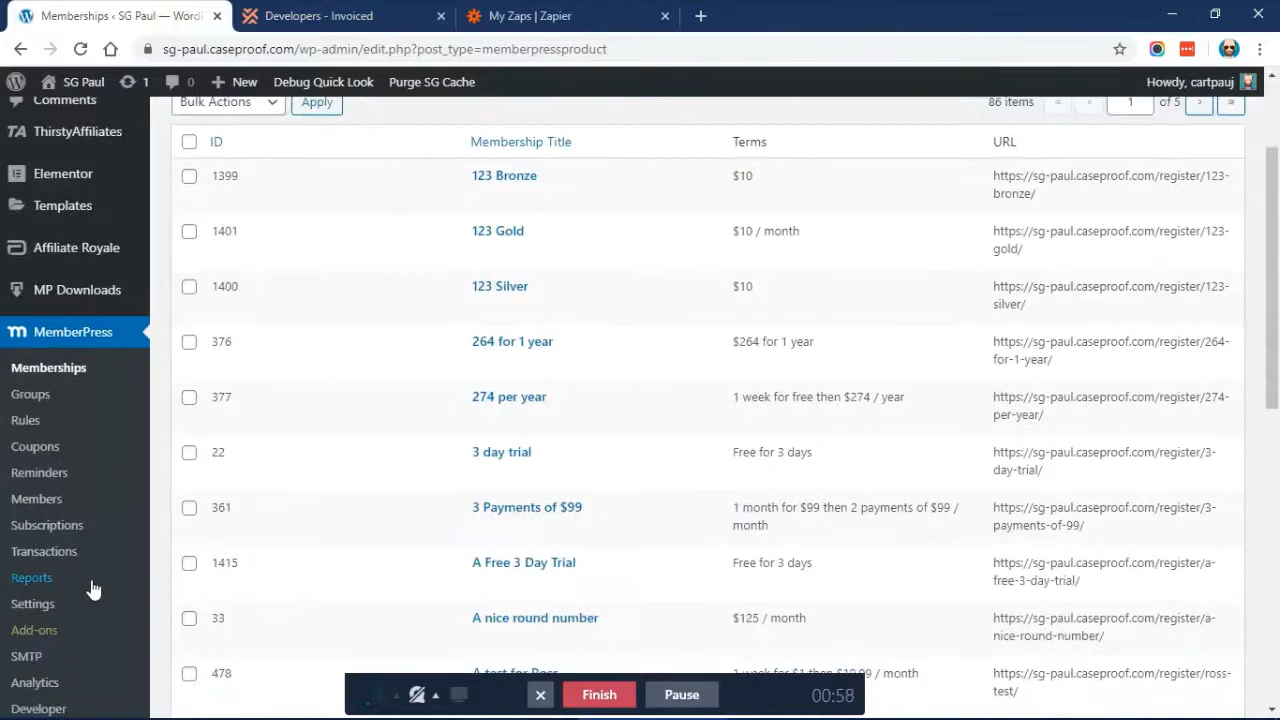 Memberships ‹ SG Paul — Word
Developers - Invoiced
My Zaps | Zapier
sg-paul.caseproof.com/wp-admin/edit.php?post_type=memberpressproduct
SG Paul
1
0
New
Debug Quick Look
Purge SG Cache
Howdy, cartpauj
Comments
ThirstyAffiliates
Elementor
Templates
Affiliate Royale
MP Downloads
MemberPress
Memberships
Groups
Rules
Coupons
Reminders
Members
Subscriptions
Transactions
Reports
Settings
Add-ons
SMTP
Analytics
Developer
Bulk Actions
Apply
86 items
«
‹
1
of 5
›
»
ID
Membership Title
Terms
URL
1399
123 Bronze
$10
https://sg-paul.caseproof.com/register/123-
bronze/
1401
123 Gold
$10 / month
https://sg-paul.caseproof.com/register/123-
gold/
1400
123 Silver
$10
https://sg-paul.caseproof.com/register/123-
silver/
376
264 for 1 year
$264 for 1 year
https://sg-paul.caseproof.com/register/264-
for-1-year/
377
274 per year
1 week for free then $274 / year
https://sg-paul.caseproof.com/register/274-
per-year/
22
3 day trial
Free for 3 days
https://sg-paul.caseproof.com/register/3-
day-trial/
361
3 Payments of $99
1 month for $99 then 2 payments of $99 /
month
https://sg-paul.caseproof.com/register/3-
payments-of-99/
1415
A Free 3 Day Trial
Free for 3 days
https://sg-paul.caseproof.com/register/a-
free-3-day-trial/
33
A nice round number
$125 / month
https://sg-paul.caseproof.com/register/a-
nice-round-number/
478
A test for Ross
1 week for $1 then $19.99 / month
https://sg-paul.caseproof.com/register/ross-
test/
Finish
Pause
00:58